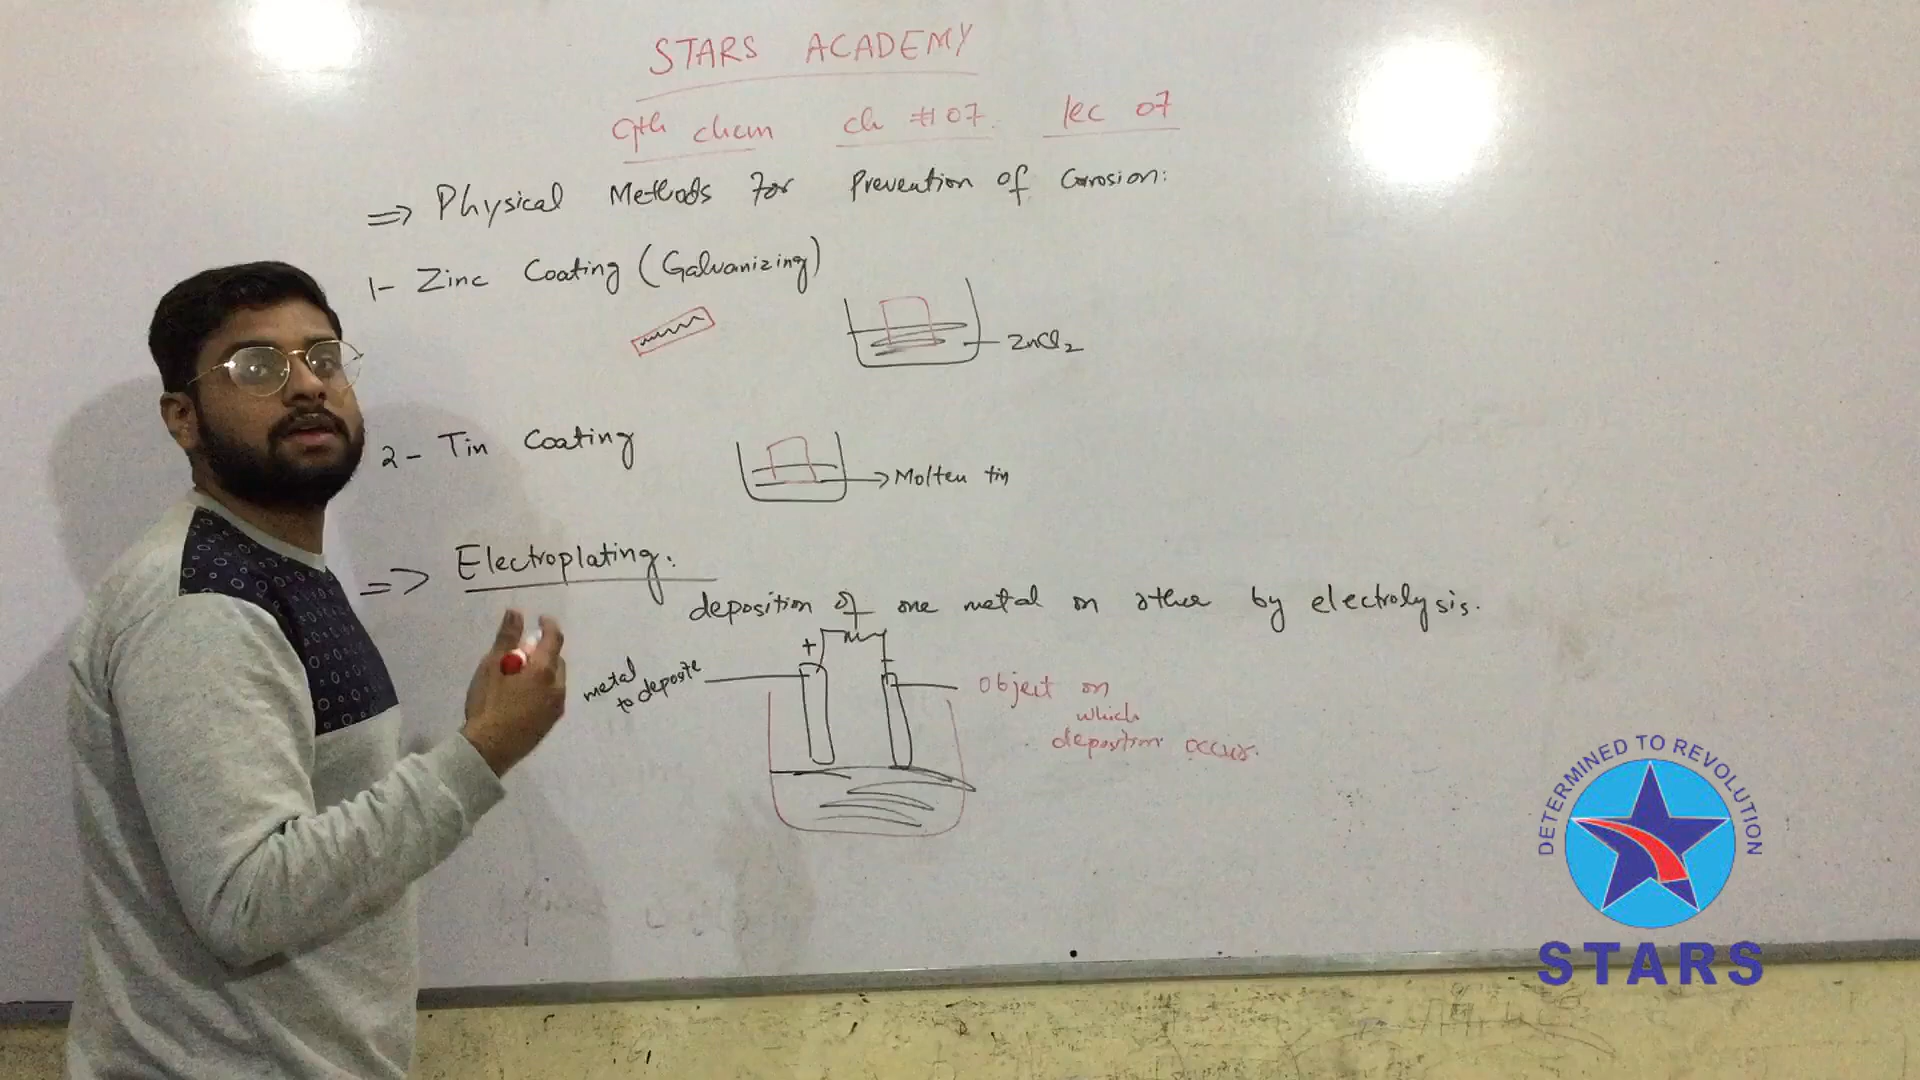 STARS ACADEMY
9th chem ch #07. lec 07
=> Physical Methods For Prevention of Corrosion:
1- Zinc Coating (Galvanizing)
ZnCl2
2- Tin Coating
Molten tin
=> Electroplating:
deposition of one metal on other by electrolysis.
+
-
metal
to deposite
Object on
which
deposition occur.
DETERMINED TO REVOLUTION
STARS